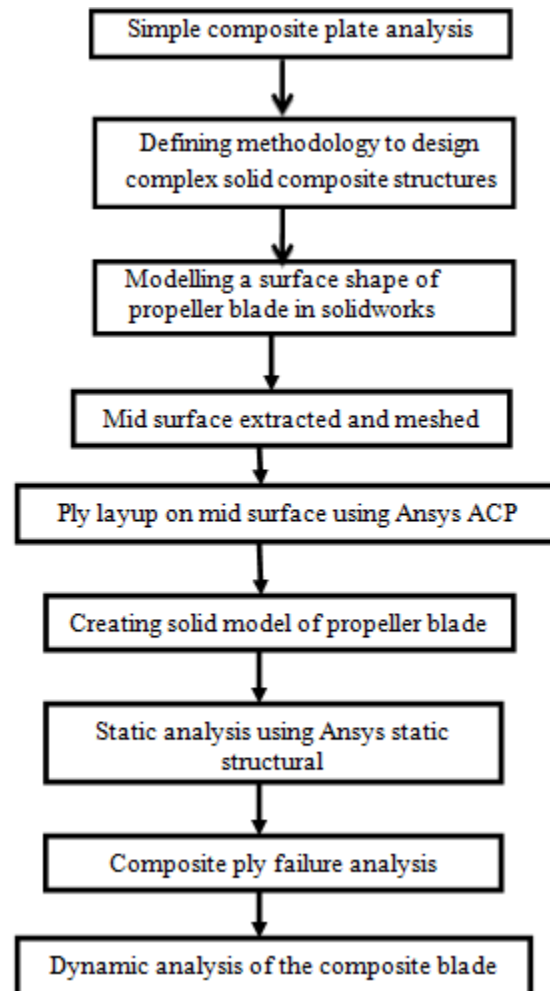 Simple composite plate analysis
Defining methodology to design
complex solid composite structures
Modelling a surface shape of
propeller blade in solidworks
Mid surface extracted and meshed
Ply layup on mid surface using Ansys ACP
Creating solid model of propeller blade
Static analysis using Ansys static
structural
Composite ply failure analysis
Dynamic analysis of the composite blade